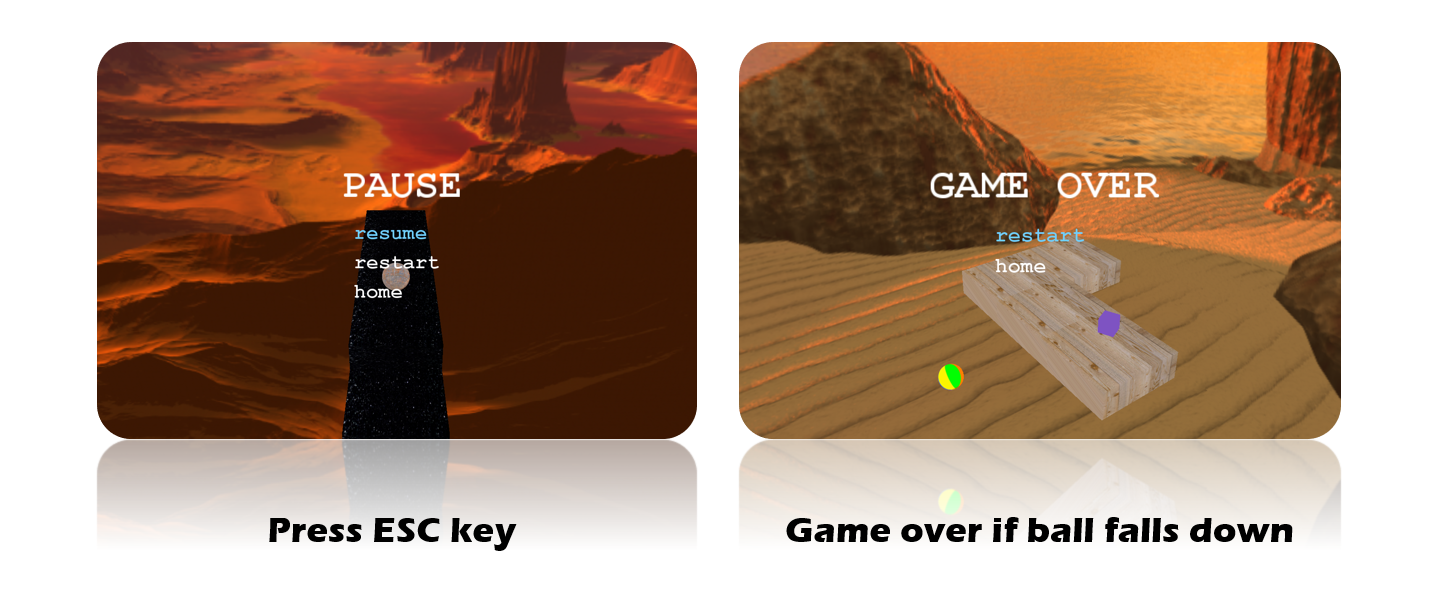 PAUSE
resume
restart
home
Press ESC key
GAME OVER
restart
home
Game over if ball falls down